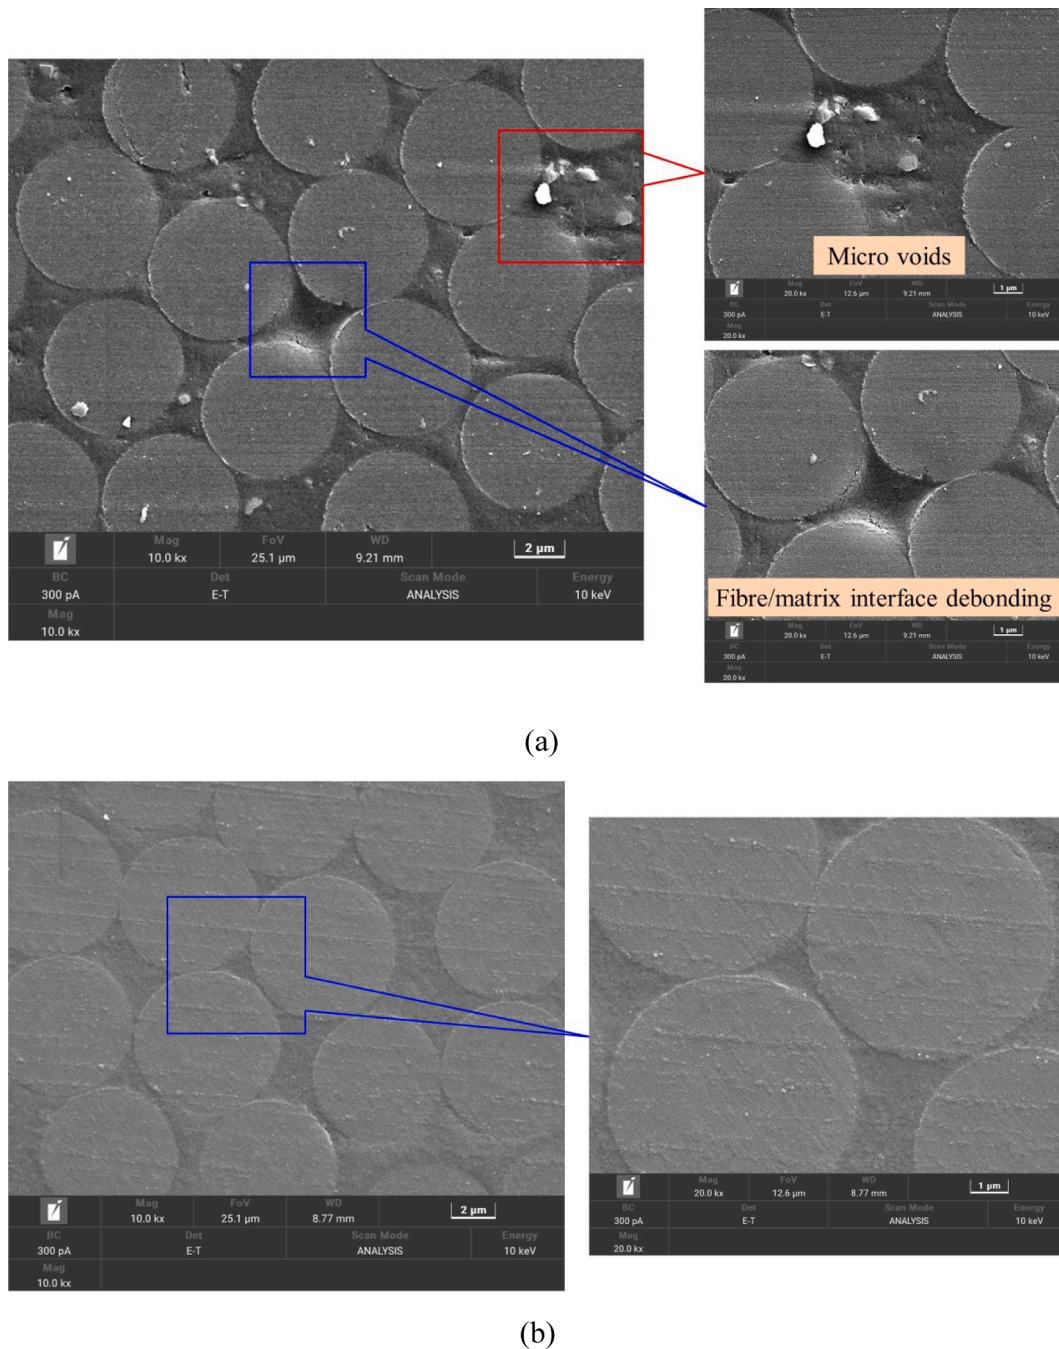 Micro voids
Mag FoV WD
20.0 kx 12.6 µm 9.21 mm 1 µm
BC Det Scan Mode Energy
300 pA E-T ANALYSIS 10 keV
Mag
20.0 kx
Mag FoV WD
10.0 kx 25.1 µm 9.21 mm 2 µm
BC Det Scan Mode Energy
300 pA E-T ANALYSIS 10 keV
Mag
10.0 kx
Fibre/matrix interface debonding
Mag FoV WD
20.0 kx 12.6 µm 9.21 mm 1 µm
BC Det Scan Mode Energy
300 pA E-T ANALYSIS 10 keV
Mag
20.0 kx
(a)
Mag FoV WD
10.0 kx 25.1 µm 8.77 mm 2 µm
BC Det Scan Mode Energy
300 pA E-T ANALYSIS 10 keV
Mag
10.0 kx
Mag FoV WD
20.0 kx 12.6 µm 8.77 mm 1 µm
BC Det Scan Mode Energy
300 pA E-T ANALYSIS 10 keV
Mag
20.0 kx
(b)